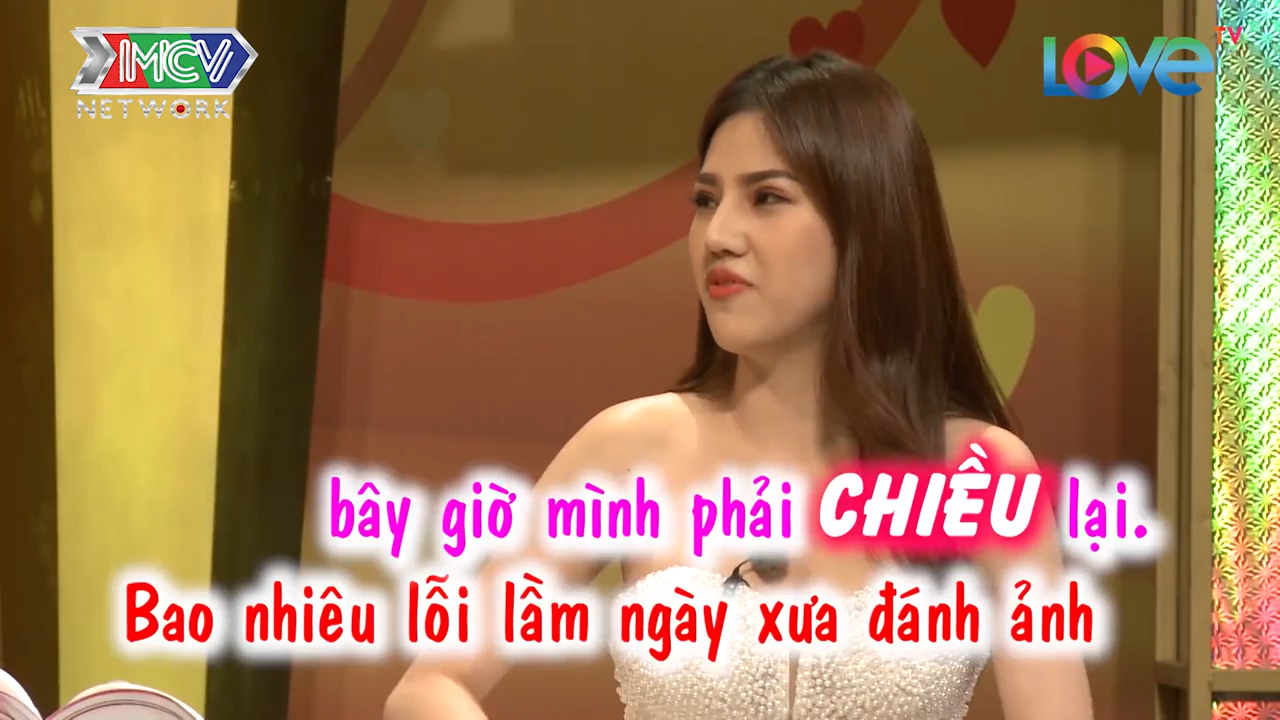 MCV
NETWORK
LOVE TV
bây giờ mình phải CHIỀU lại.
Bao nhiêu lỗi lầm ngày xưa đánh ảnh